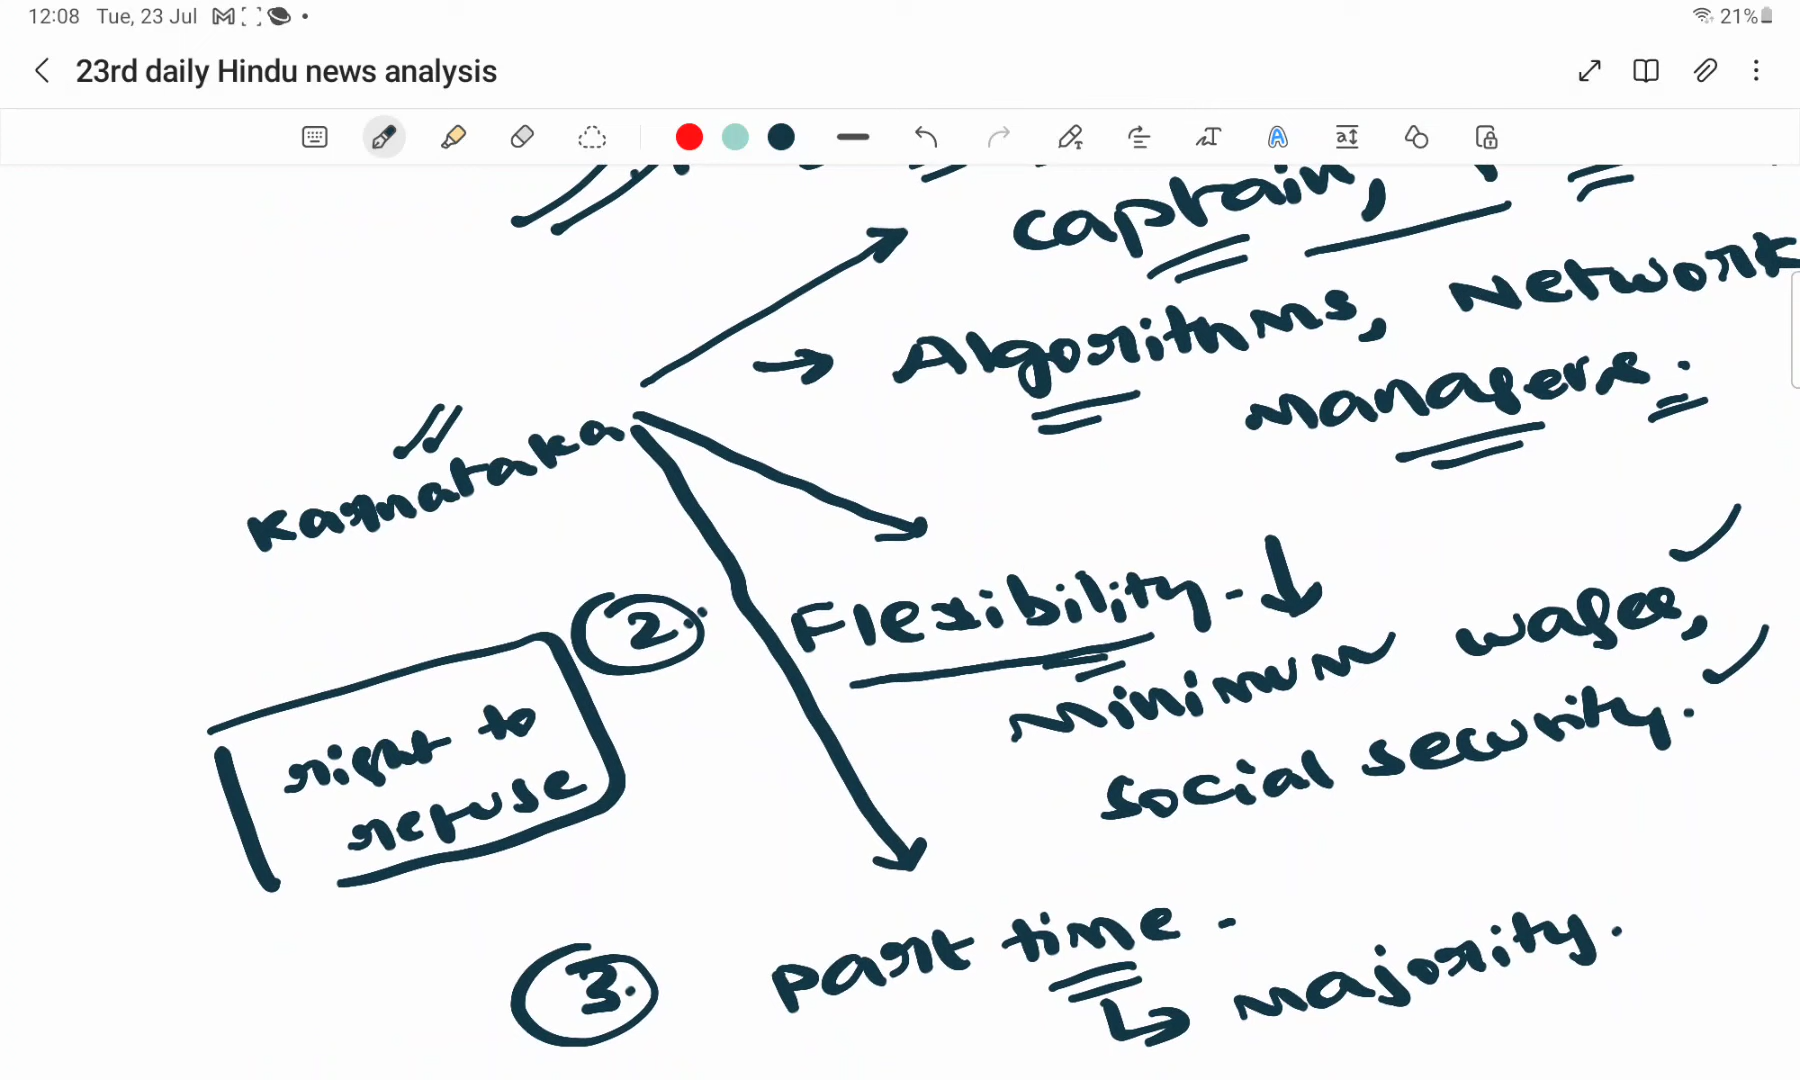 12:08 Tue, 23 Jul 21%
23rd daily Hindu news analysis
captain,
Algorithms, Network
managers.
Karnataka
2. Flexibility -
minimum wages,
social security.
right to
refuse
3. Part time -
majority.